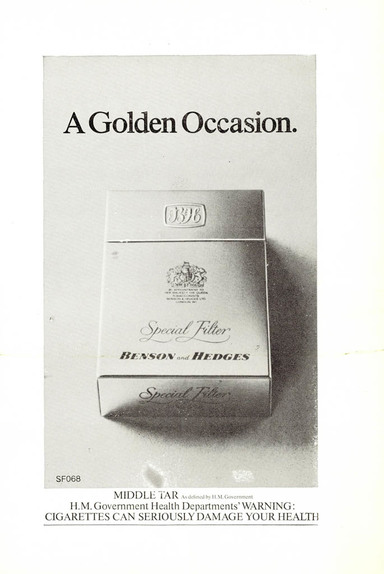 A Golden Occasion.
B&H
Special Filter
BENSON and HEDGES
Special Filter
SF068
MIDDLE TAR As defined by H.M. Government
H.M. Government Health Departments' WARNING:
CIGARETTES CAN SERIOUSLY DAMAGE YOUR HEALTH